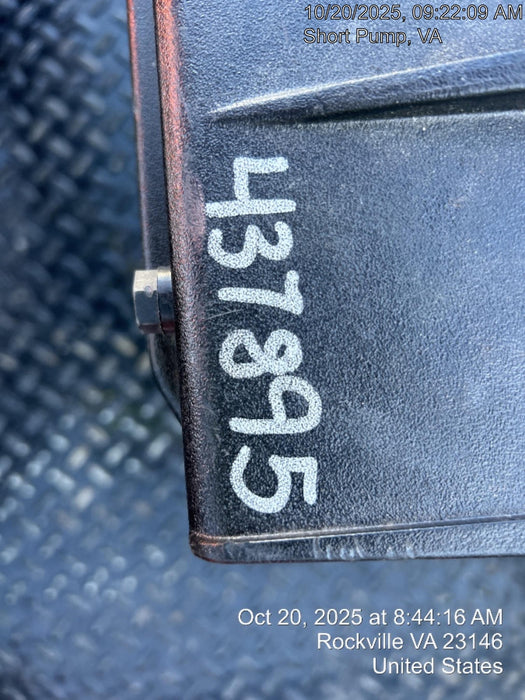 10/20/2025, 09:22:09 AM
Short Pump, VA
437895
Oct 20, 2025 at 8:44:16 AM
Rockville VA 23146
United States